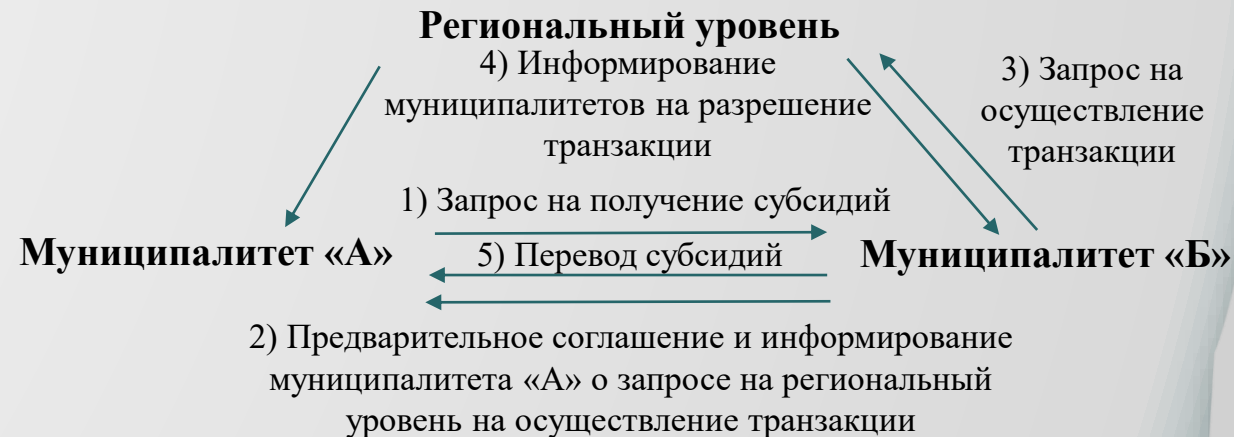 Региональный уровень
4) Информирование
муниципалитетов на разрешение
транзакции
3) Запрос на
осуществление
транзакции
1) Запрос на получение субсидий
Муниципалитет «А»
5) Перевод субсидий
Муниципалитет «Б»
2) Предварительное соглашение и информирование
муниципалитета «А» о запросе на региональный
уровень на осуществление транзакции